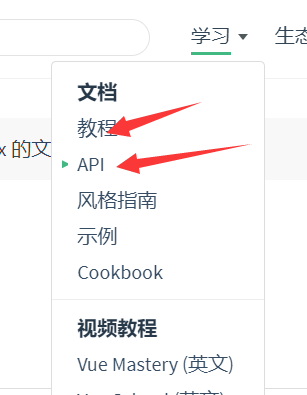 学习
生态
文档
教程
x 的文
API
风格指南
示例
Cookbook
视频教程
Vue Mastery (英文)